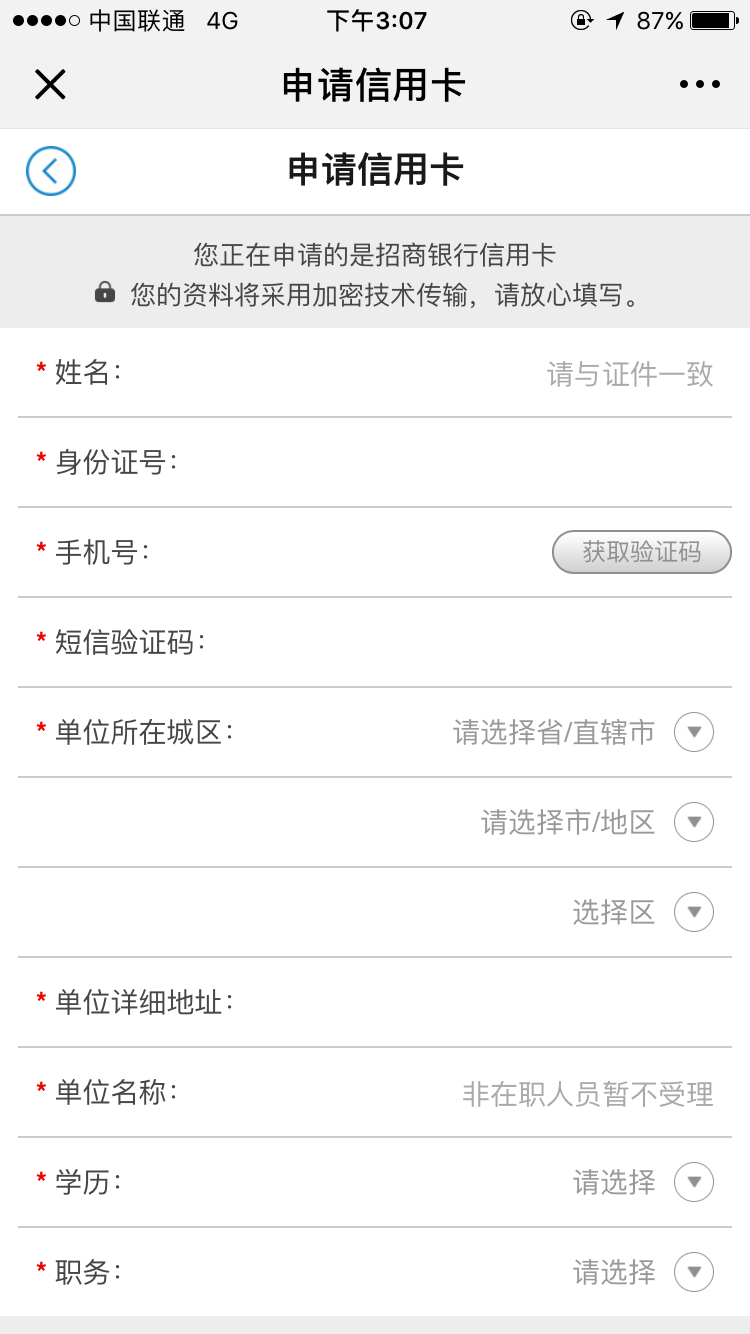 中国联通 4G 下午3:07 87%
申请信用卡
申请信用卡
您正在申请的是招商银行信用卡
您的资料将采用加密技术传输，请放心填写。
* 姓名： 请与证件一致
* 身份证号：
* 手机号： 获取验证码
* 短信验证码：
* 单位所在城区： 请选择省/直辖市
请选择市/地区
选择区
* 单位详细地址：
* 单位名称： 非在职人员暂不受理
* 学历： 请选择
* 职务： 请选择